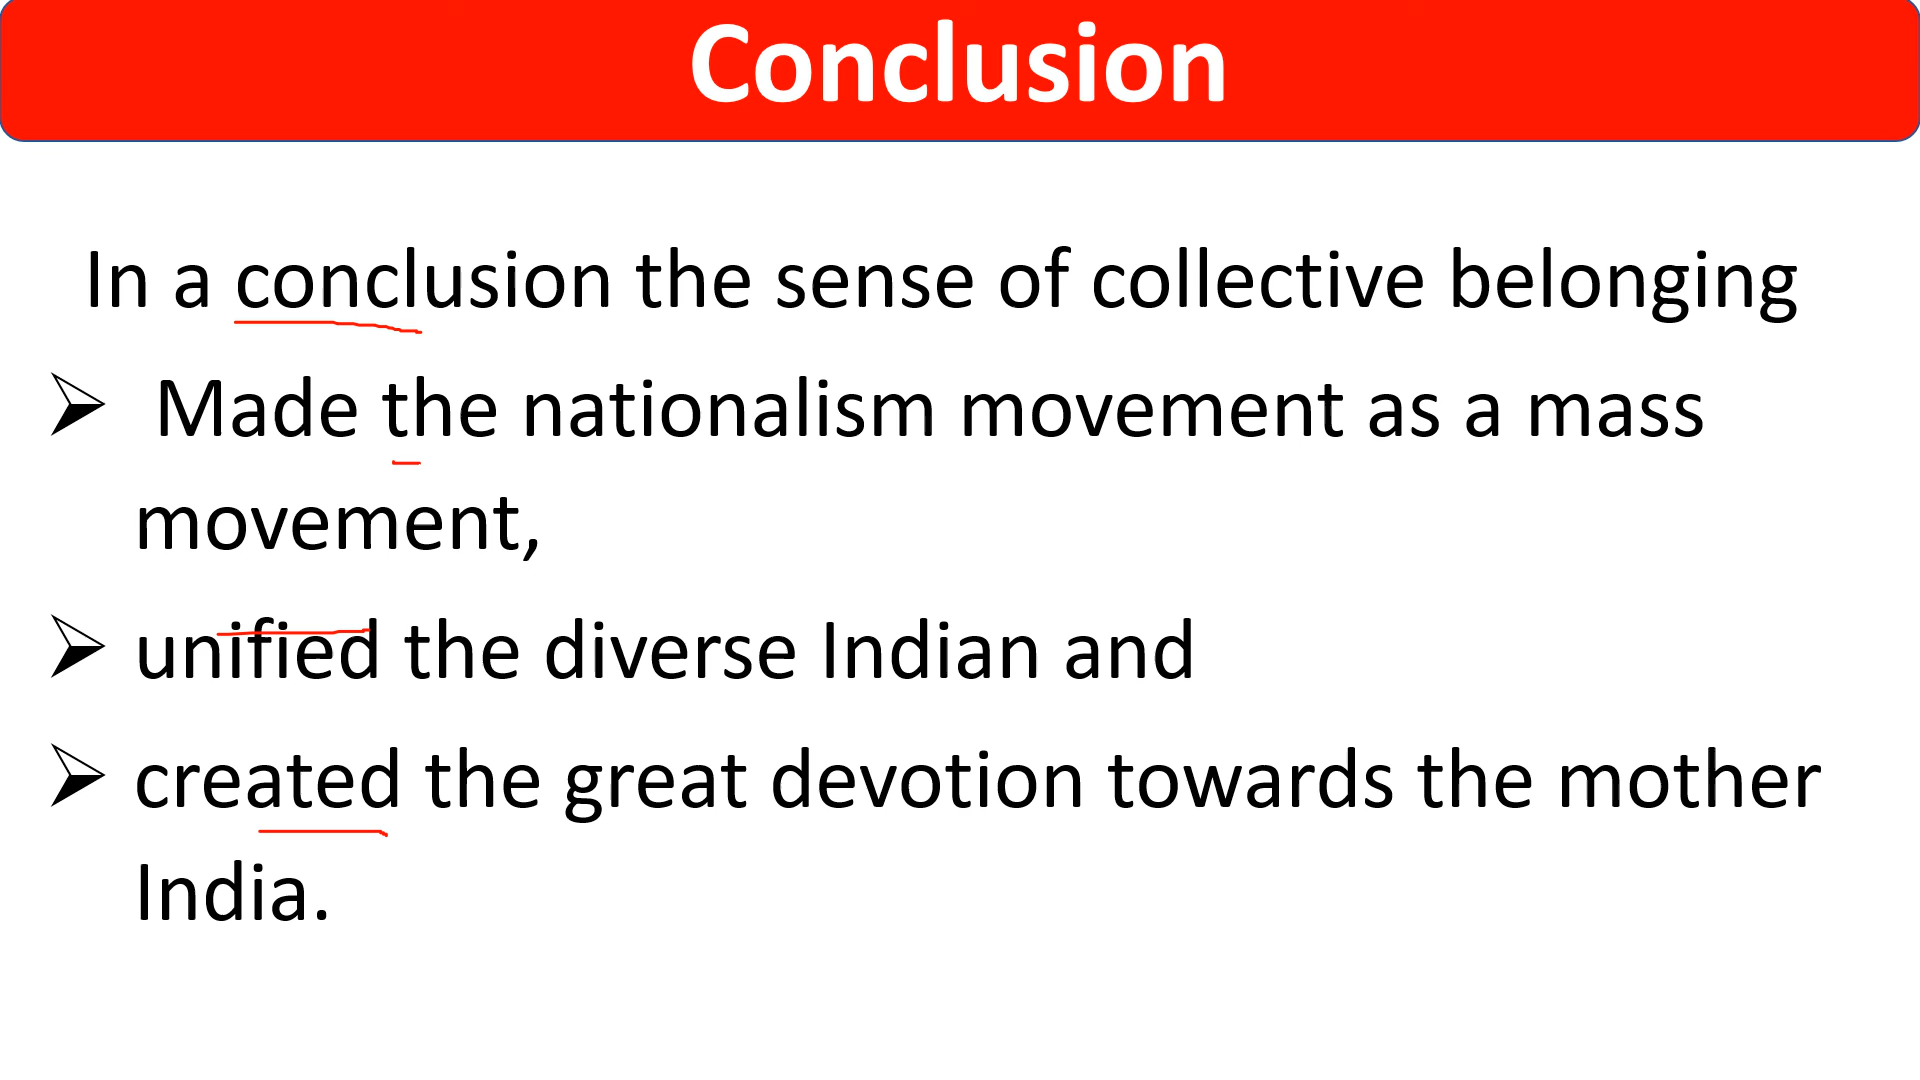 Conclusion
In a conclusion the sense of collective belonging
➢ Made the nationalism movement as a mass
movement,
➢ unified the diverse Indian and
➢ created the great devotion towards the mother
India.